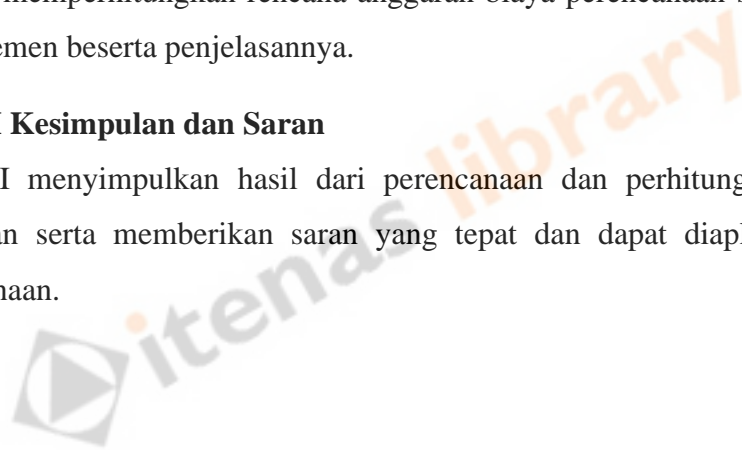 memperhitungkan rencana anggaran biaya perencanaan
emen beserta penjelasannya.
I Kesimpulan dan Saran
I menyimpulkan hasil dari perencanaan dan perhitung
an serta memberikan saran yang tepat dan dapat diapl
naan.
itenas library